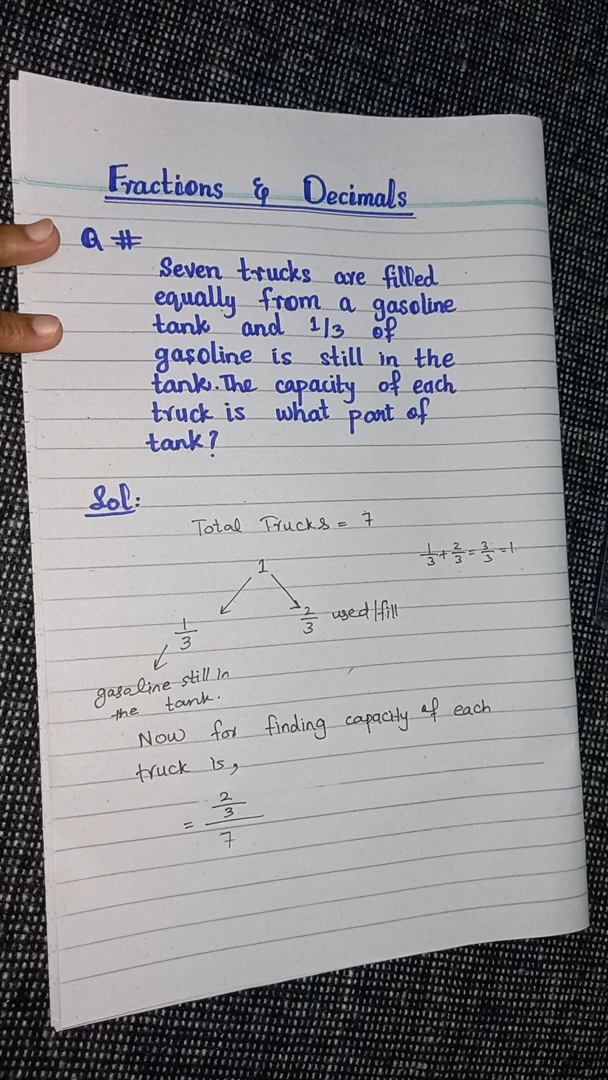 Fractions & Decimals
Q #
Seven trucks are filled
equally from a gasoline
tank and 1/3 of
gasoline is still in the
tank. The capacity of each
truck is what part of
tank?
Sol:
Total Trucks = 7
1/3 + 2/3 = 3/3 = 1
1
1/3
2/3 used/fill
gasoline still in
the tank.
Now for finding capacity of each
truck is,
= 2/3
7